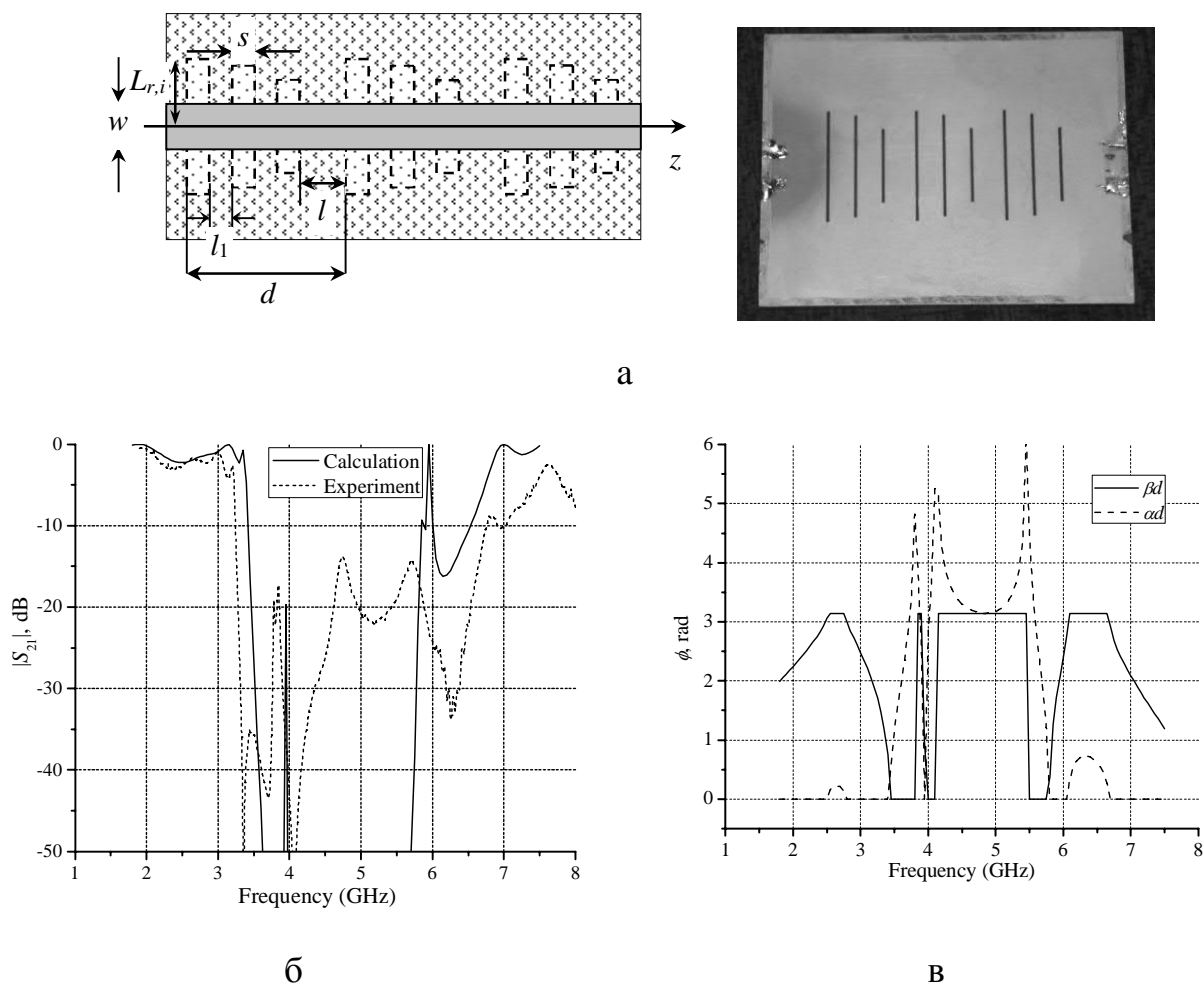 s
L_{r,i}
w
z
l
l_1
d
а
0
-10
-20
-30
-40
-50
|S_{21}|, dB
Calculation
Experiment
1 2 3 4 5 6 7 8
Frequency (GHz)
б
6
5
4
3
2
1
0
ϕ, rad
βd
αd
1 2 3 4 5 6 7 8
Frequency (GHz)
в